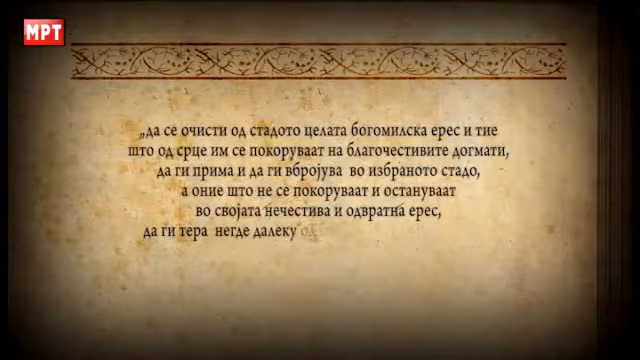 МРТ
„да се очисти од стадото целата богомилска ерес и тие
што од срце им се покоруваат на благочестивите догмати,
да ги прима и да ги вбројува во избраното стадо,
а оние што не се покоруваат и остануваат
во својата нечестива и одвратна ерес,
да ги тера негде далеку од